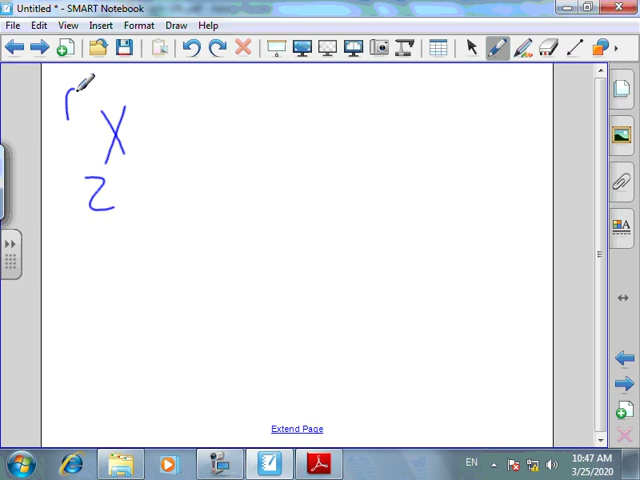 Untitled * - SMART Notebook
File Edit View Insert Format Draw Help
X
2
Extend Page
EN 10:47 AM
3/25/2020